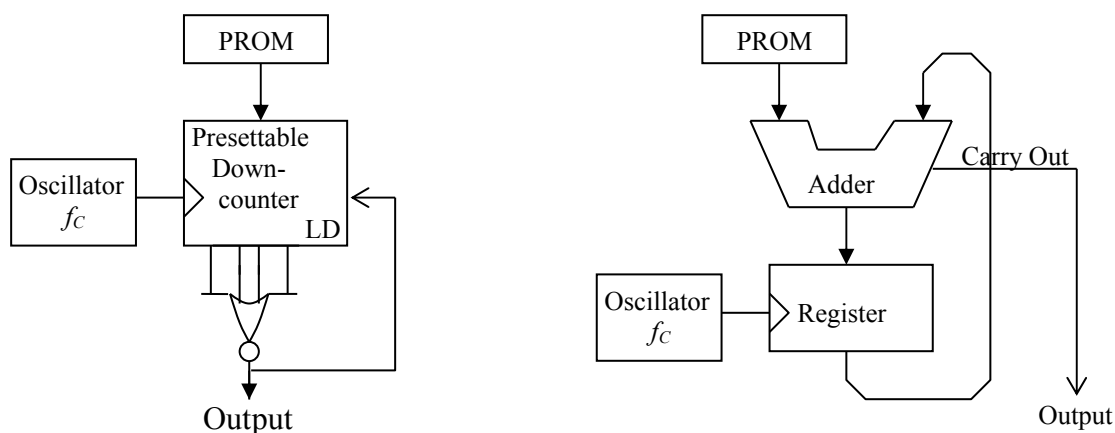 PROM
Presettable
Down-
counter
LD
Oscillator
fC
Output
PROM
Adder
Carry Out
Oscillator
fC
Register
Output